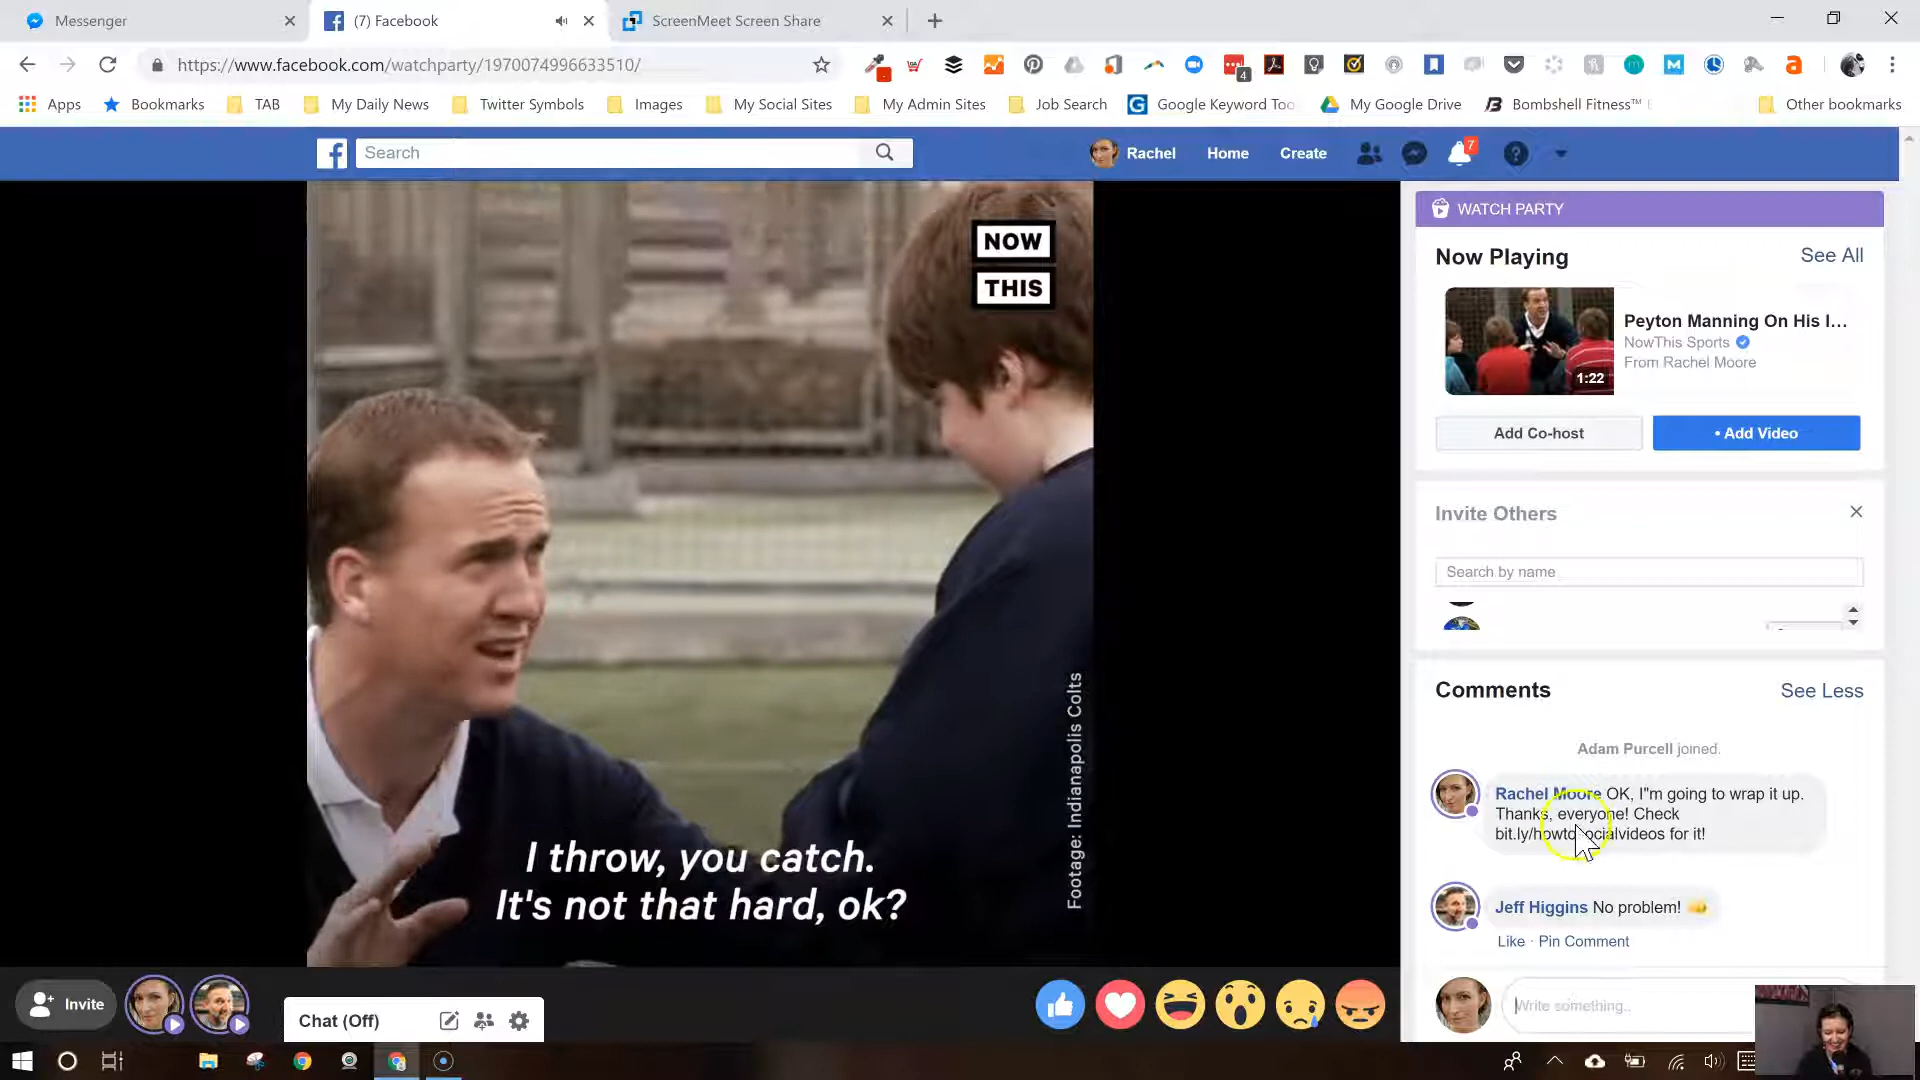 Messenger
(7) Facebook
ScreenMeet Screen Share
https://www.facebook.com/watchparty/1970074996633510/
4
Apps
Bookmarks
TAB
My Daily News
Twitter Symbols
Images
My Social Sites
My Admin Sites
Job Search
Google Keyword Too
My Google Drive
Bombshell Fitness™
Other bookmarks
Search
Rachel
Home
Create
7
NOW
THIS
I throw, you catch.
It's not that hard, ok?
Footage: Indianapolis Colts
WATCH PARTY
Now Playing
See All
Peyton Manning On His I...
NowThis Sports
From Rachel Moore
1:22
Add Co-host
• Add Video
Invite Others
Search by name
Comments
See Less
Adam Purcell joined.
Rachel Moore OK, I"m going to wrap it up.
Thanks, everyone! Check
bit.ly/howtosocialvideos for it!
Jeff Higgins No problem!
Like · Pin Comment
Write something..
Invite
Chat (Off)